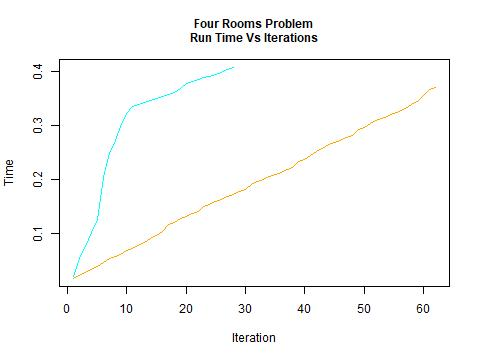 Four Rooms Problem
Run Time Vs Iterations
0.4
0.3
0.2
0.1
Time
0 10 20 30 40 50 60
Iteration